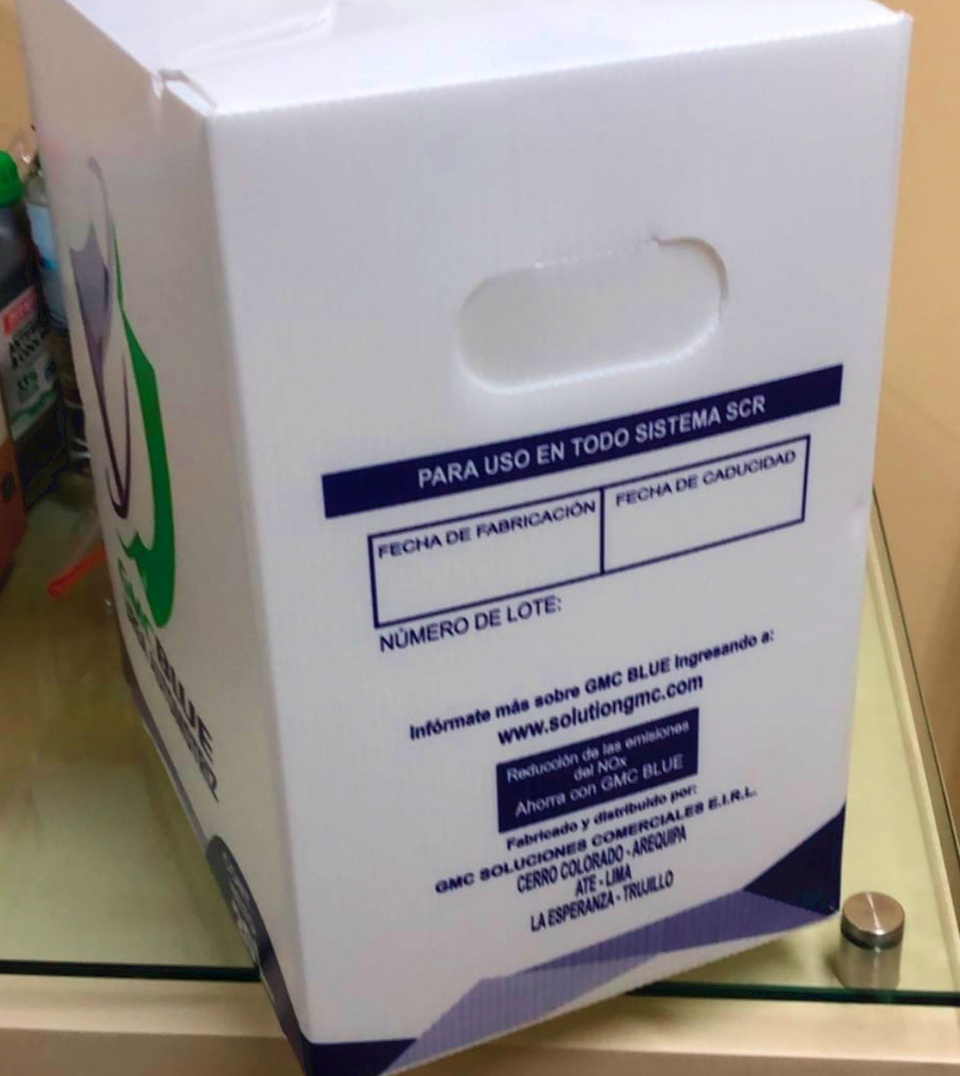 PARA USO EN TODO SISTEMA SCR
FECHA DE FABRICACIÓN
FECHA DE CADUCIDAD
NÚMERO DE LOTE:
Infórmate más sobre GMC BLUE Ingresando a:
www.solutiongmc.com
Reducción de las emisiones
del NOx
Ahorra con GMC BLUE
Fabricado y distribuido por:
GMC SOLUCIONES COMERCIALES E.I.R.L.
CERRO COLORADO - AREQUIPA
ATE - LIMA
LA ESPERANZA - TRUJILLO
BLUE